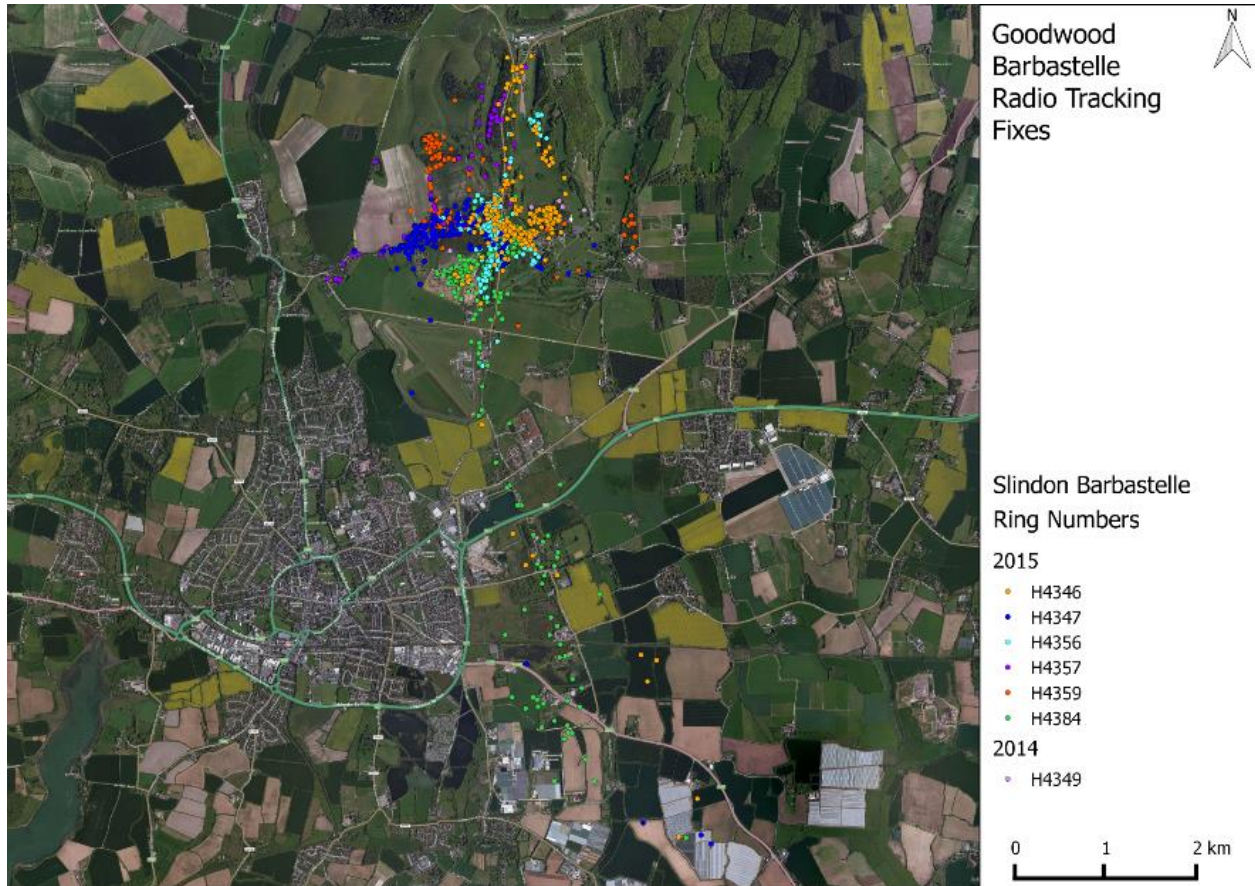 Goodwood
Barbastelle
Radio Tracking
Fixes
N
Slindon Barbastelle
Ring Numbers
2015
H4346
H4347
H4356
H4357
H4359
H4384
2014
H4349
0 1 2 km